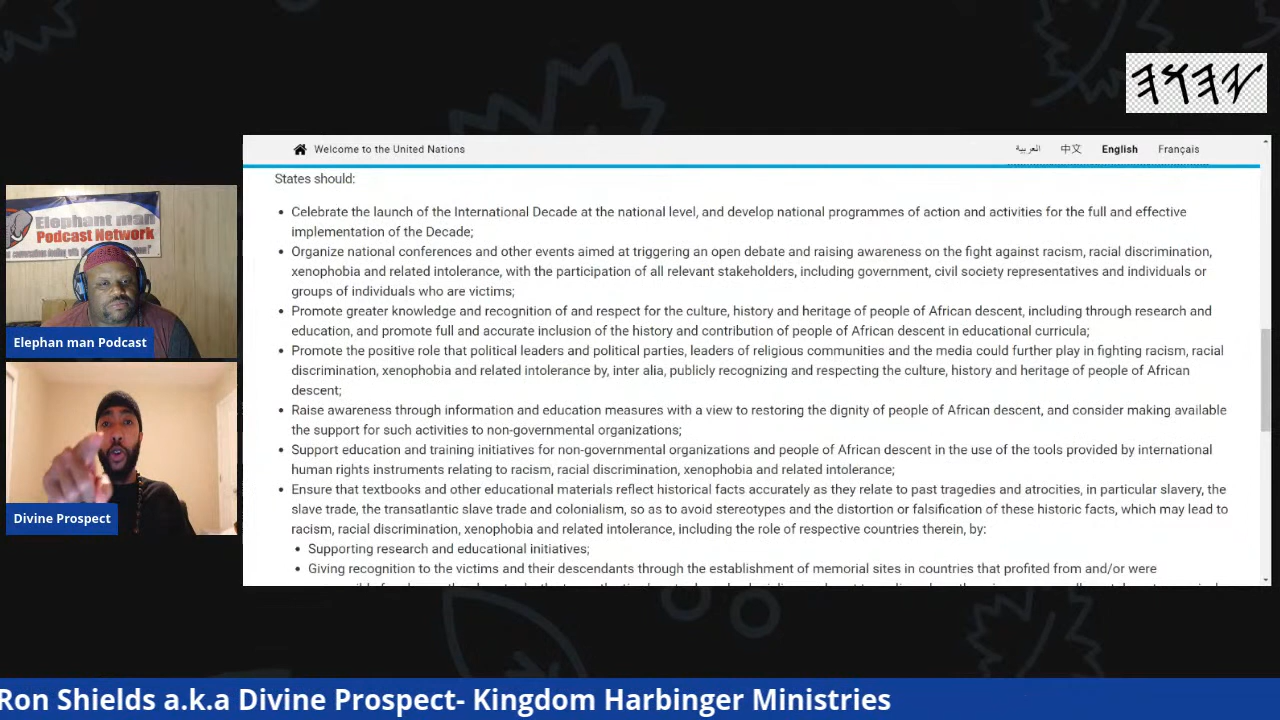 𐤉𐤄𐤅𐤄
Welcome to the United Nations
العربية 中文 English Français
States should:
• Celebrate the launch of the International Decade at the national level, and develop national programmes of action and activities for the full and effective
implementation of the Decade;
• Organize national conferences and other events aimed at triggering an open debate and raising awareness on the fight against racism, racial discrimination,
xenophobia and related intolerance, with the participation of all relevant stakeholders, including government, civil society representatives and individuals or
groups of individuals who are victims;
• Promote greater knowledge and recognition of and respect for the culture, history and heritage of people of African descent, including through research and
education, and promote full and accurate inclusion of the history and contribution of people of African descent in educational curricula;
• Promote the positive role that political leaders and political parties, leaders of religious communities and the media could further play in fighting racism, racial
discrimination, xenophobia and related intolerance by, inter alia, publicly recognizing and respecting the culture, history and heritage of people of African
descent;
• Raise awareness through information and education measures with a view to restoring the dignity of people of African descent, and consider making available
the support for such activities to non-governmental organizations;
• Support education and training initiatives for non-governmental organizations and people of African descent in the use of the tools provided by international
human rights instruments relating to racism, racial discrimination, xenophobia and related intolerance;
• Ensure that textbooks and other educational materials reflect historical facts accurately as they relate to past tragedies and atrocities, in particular slavery, the
slave trade, the transatlantic slave trade and colonialism, so as to avoid stereotypes and the distortion or falsification of these historic facts, which may lead to
racism, racial discrimination, xenophobia and related intolerance, including the role of respective countries therein, by:
• Supporting research and educational initiatives;
• Giving recognition to the victims and their descendants through the establishment of memorial sites in countries that profited from and/or were
Elephant man
Podcast Network
Elephan man Podcast
Divine Prospect
Ron Shields a.k.a Divine Prospect- Kingdom Harbinger Ministries